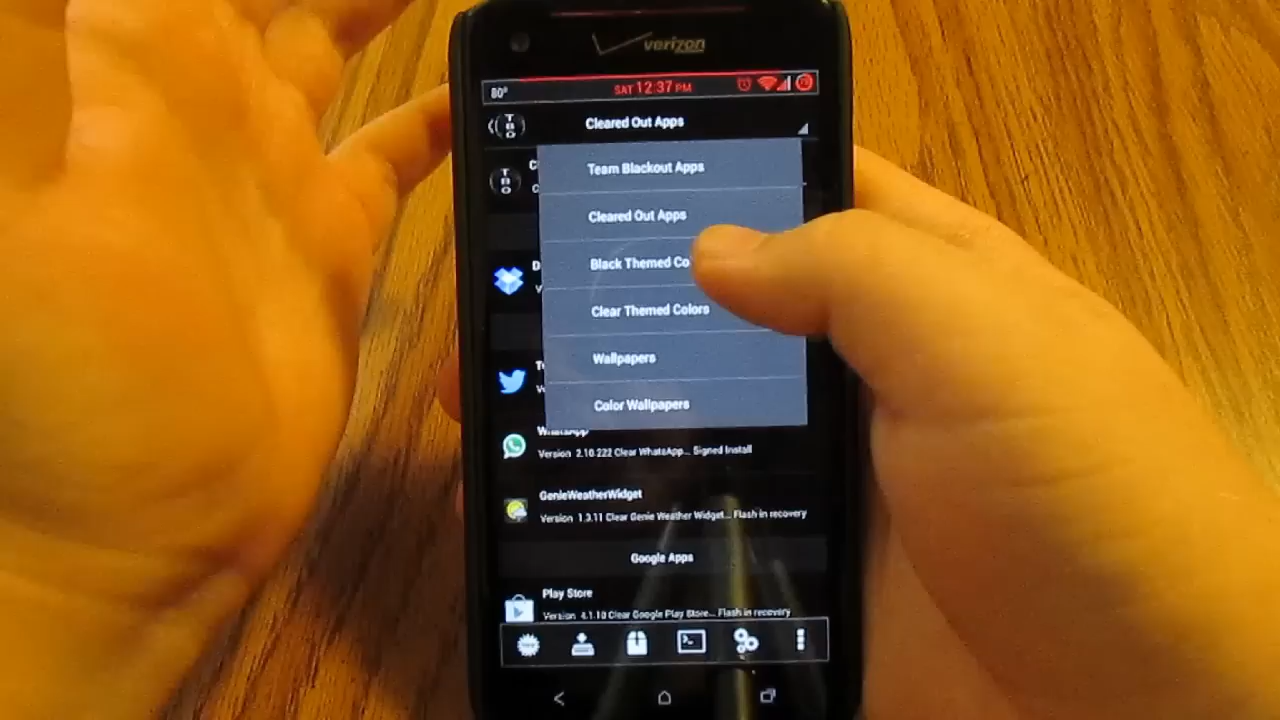 verizon
80°
SAT 12:37 PM
TBO
Cleared Out Apps
TBO
Team Blackout Apps
Cleared Out Apps
Black Themed Co
Clear Themed Colors
Wallpapers
Color Wallpapers
WhatsApp
Version 2.10.222 Clear WhatsApp... Signed Install
GenieWeatherWidget
Version 1.3.11 Clear Genie Weather Widget... Flash in recovery
Google Apps
Play Store
Version 4.1.10 Clear Google Play Store... Flash in recovery